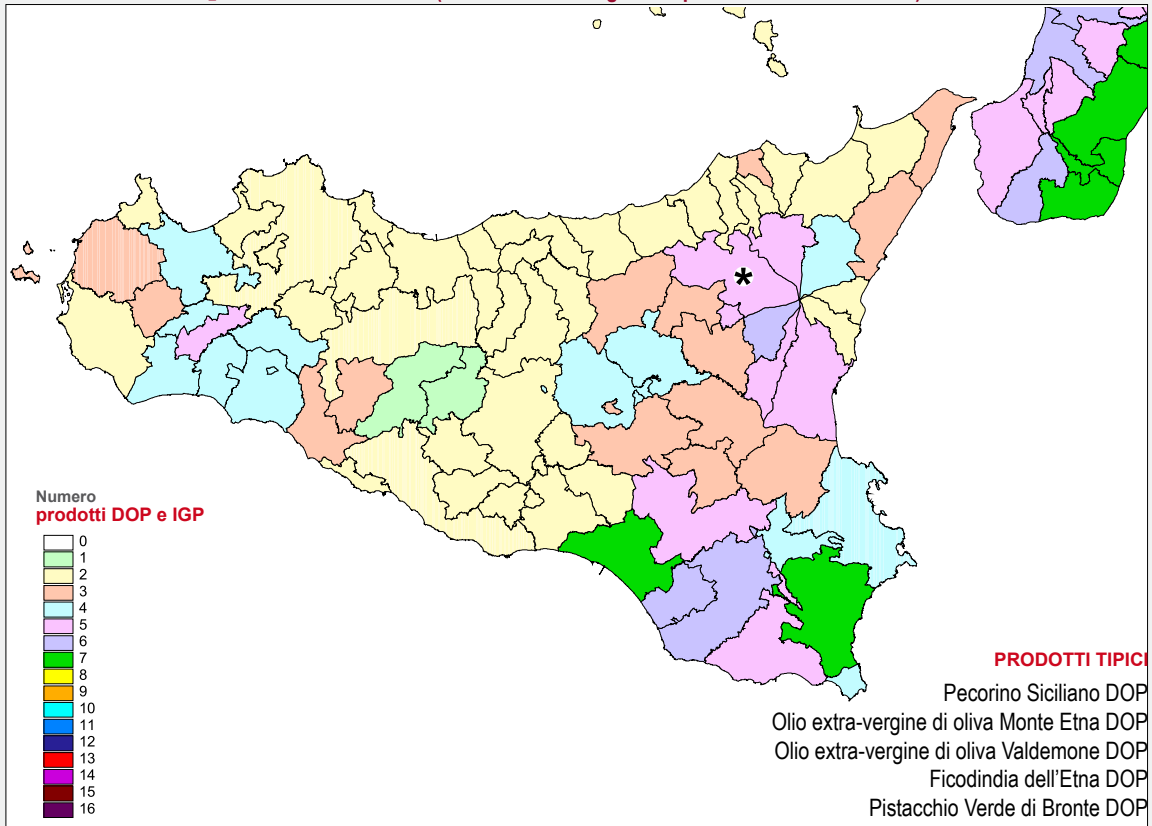 *
Numero
prodotti DOP e IGP
0
1
2
3
4
5
6
7
8
9
10
11
12
13
14
15
16
PRODOTTI TIPICI
Pecorino Siciliano DOP
Olio extra-vergine di oliva Monte Etna DOP
Olio extra-vergine di oliva Valdemone DOP
Ficodindia dell'Etna DOP
Pistacchio Verde di Bronte DOP